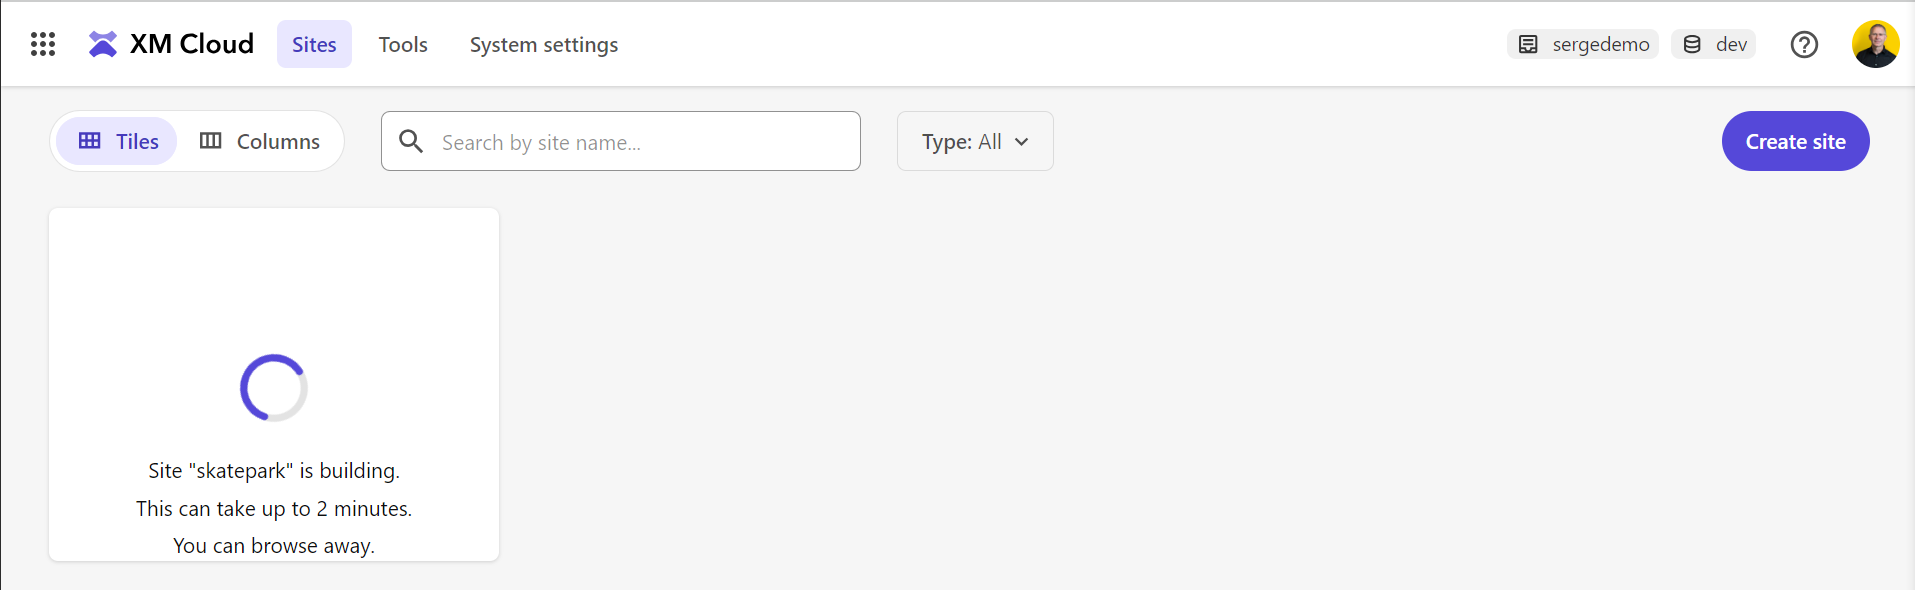 XM Cloud Sites Tools System settings sergedemo dev
Tiles Columns Search by site name... Type: All Create site
Site "skatepark" is building.
This can take up to 2 minutes.
You can browse away.